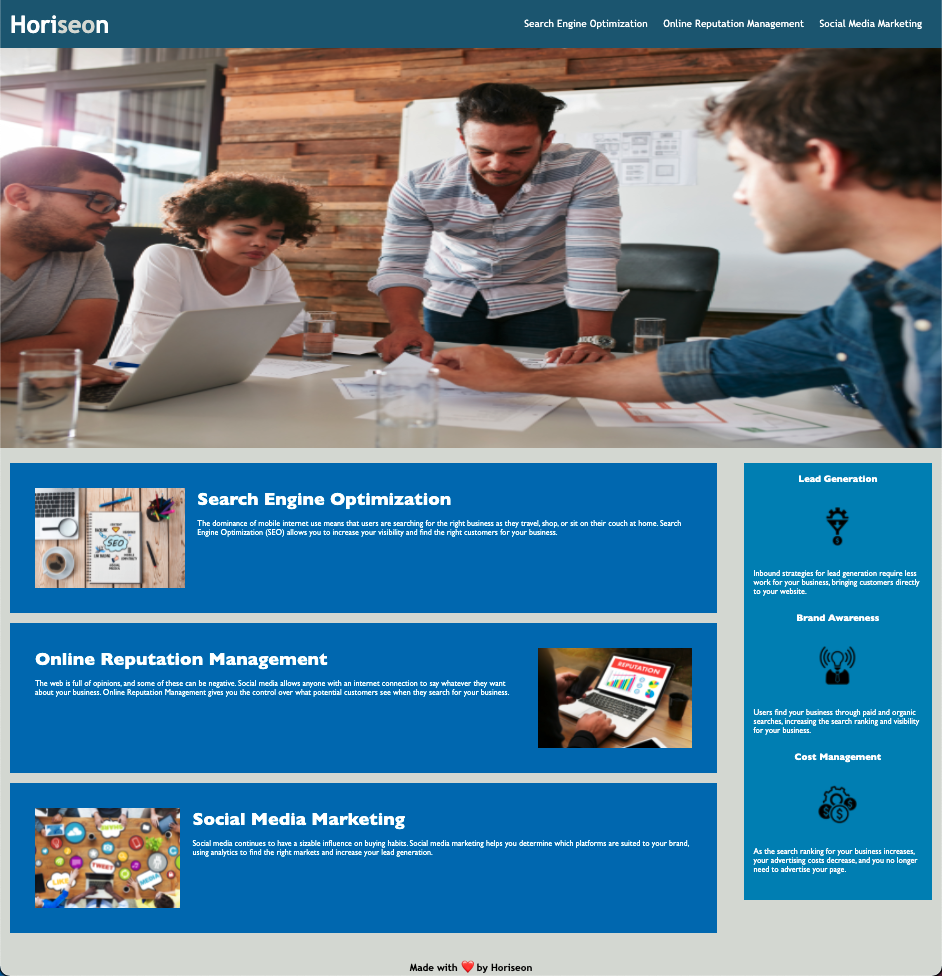 Horiseon
Search Engine Optimization Online Reputation Management Social Media Marketing
Search Engine Optimization
The dominance of mobile internet use means that users are searching for the right business as they travel, shop, or sit on their couch at home. Search
Engine Optimization (SEO) allows you to increase your visibility and find the right customers for your business.
SEO
Online Reputation Management
The web is full of opinions, and some of these can be negative. Social media allows anyone with an internet connection to say whatever they want
about your business. Online Reputation Management gives you the control over what potential customers see when they search for your business.
REPUTATION
Social Media Marketing
Social media continues to have a sizable influence on buying habits. Social media marketing helps you determine which platforms are suited to your brand,
using analytics to find the right markets and increase your lead generation.
TWEET
LIKE
MEDIA
Lead Generation
Inbound strategies for lead generation require less
work for your business, bringing customers directly
to your website.
Brand Awareness
Users find your business through paid and organic
searches, increasing the search ranking and visibility
for your business.
Cost Management
As the search ranking for your business increases,
your advertising costs decrease, and you no longer
need to advertise your page.
Made with ❤️ by Horiseon